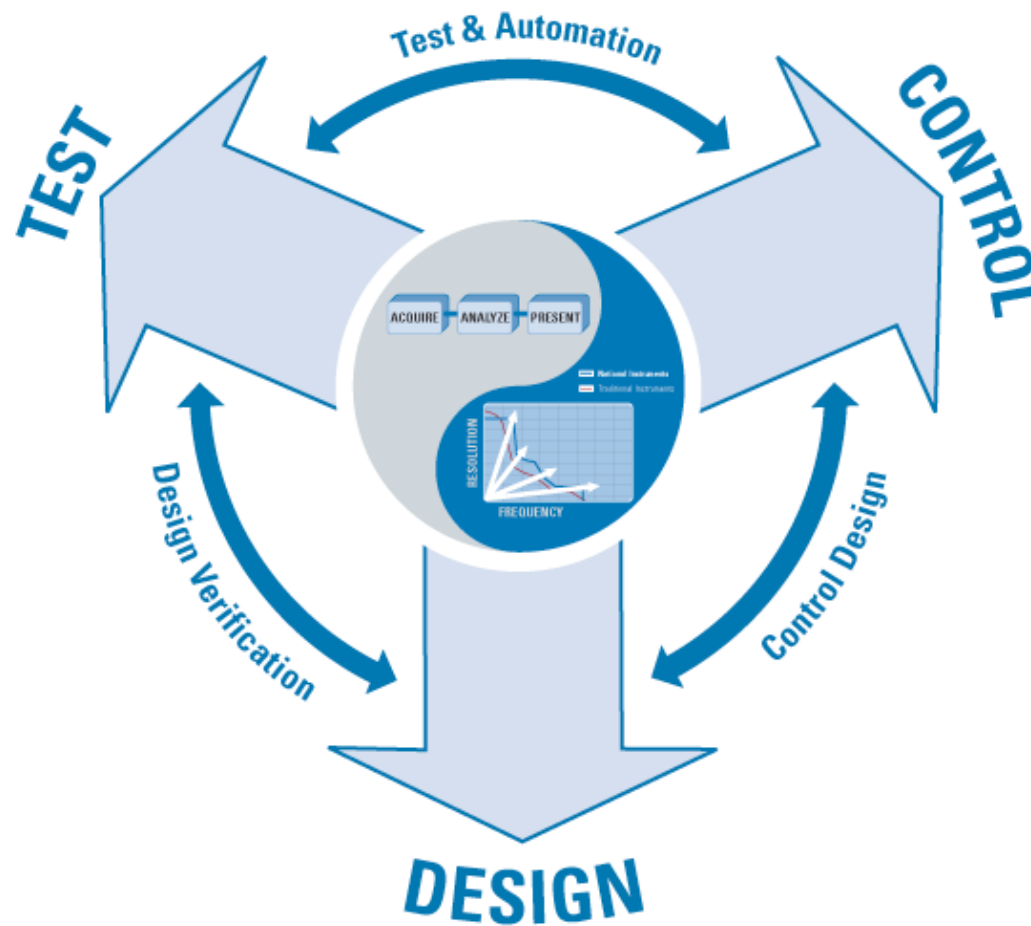 Test & Automation
TEST
CONTROL
ACQUIRE
ANALYZE
PRESENT
National Instruments
Traditional Instruments
RESOLUTION
FREQUENCY
Design Verification
Control Design
DESIGN